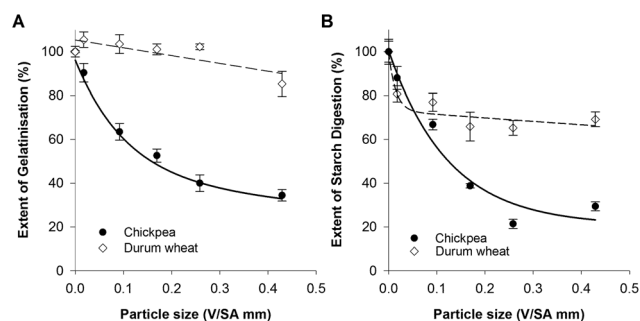 A
Extent of Gelatinisation (%)
100
80
60
40
20
0
Chickpea
Durum wheat
0.0 0.1 0.2 0.3 0.4 0.5
Particle size (V/SA mm)
B
Extent of Starch Digestion (%)
100
80
60
40
20
0
Chickpea
Durum wheat
0.0 0.1 0.2 0.3 0.4 0.5
Particle size (V/SA mm)